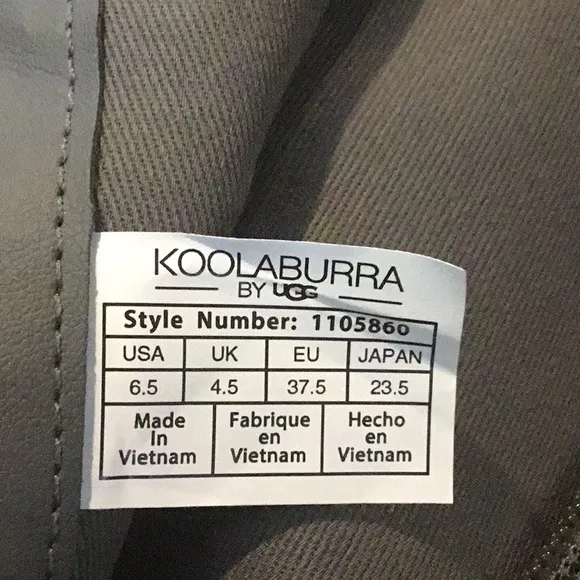 KOOLABURRA
BY UGG
Style Number: 1105860
USA UK EU JAPAN
6.5 4.5 37.5 23.5
Made Fabrique Hecho
In en en
Vietnam Vietnam Vietnam